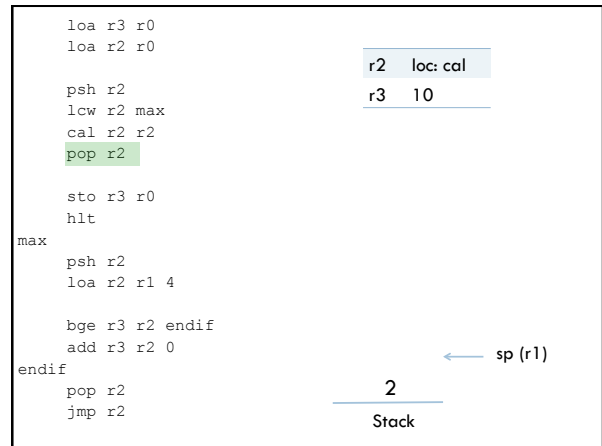 loa r3 r0
loa r2 r0
psh r2
lcw r2 max
cal r2 r2
pop r2
sto r3 r0
hlt
max
psh r2
loa r2 r1 4
bge r3 r2 endif
add r3 r2 0
endif
pop r2
jmp r2
r2 loc: cal
r3 10
sp (r1)
2
Stack